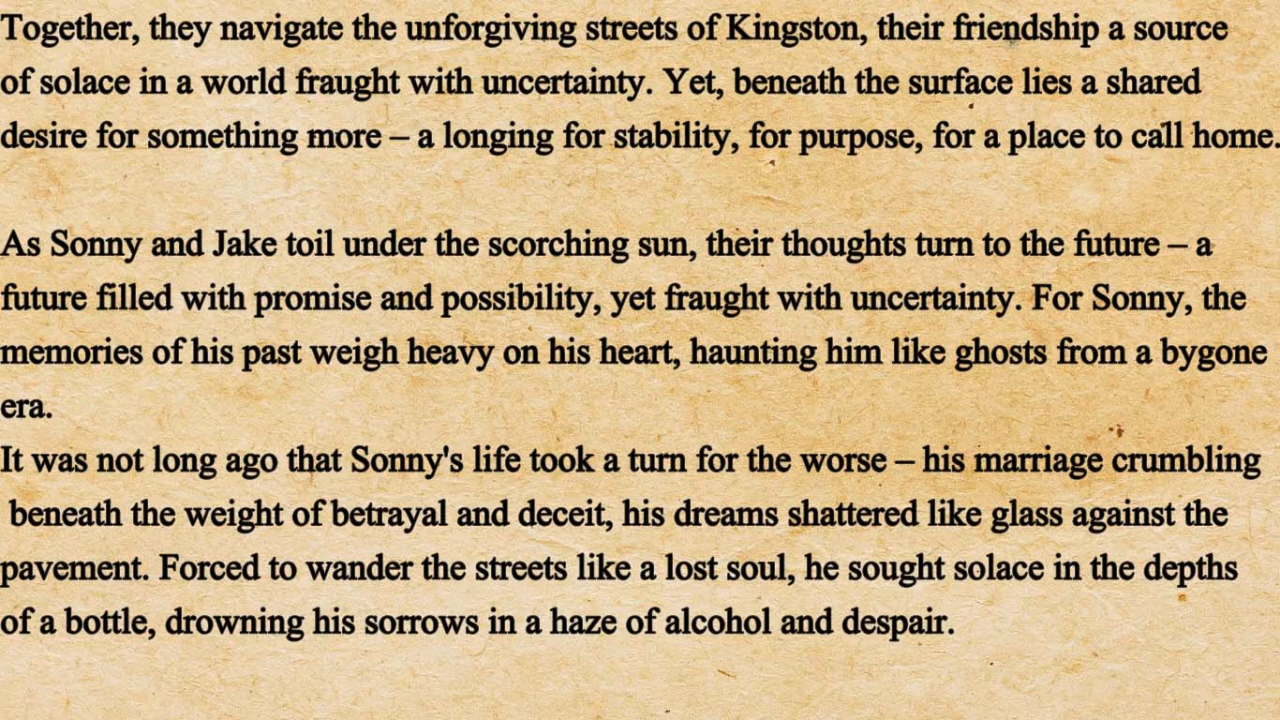 Together, they navigate the unforgiving streets of Kingston, their friendship a source
of solace in a world fraught with uncertainty. Yet, beneath the surface lies a shared
desire for something more – a longing for stability, for purpose, for a place to call home.
As Sonny and Jake toil under the scorching sun, their thoughts turn to the future – a
future filled with promise and possibility, yet fraught with uncertainty. For Sonny, the
memories of his past weigh heavy on his heart, haunting him like ghosts from a bygone
era.
It was not long ago that Sonny's life took a turn for the worse – his marriage crumbling
beneath the weight of betrayal and deceit, his dreams shattered like glass against the
pavement. Forced to wander the streets like a lost soul, he sought solace in the depths
of a bottle, drowning his sorrows in a haze of alcohol and despair.